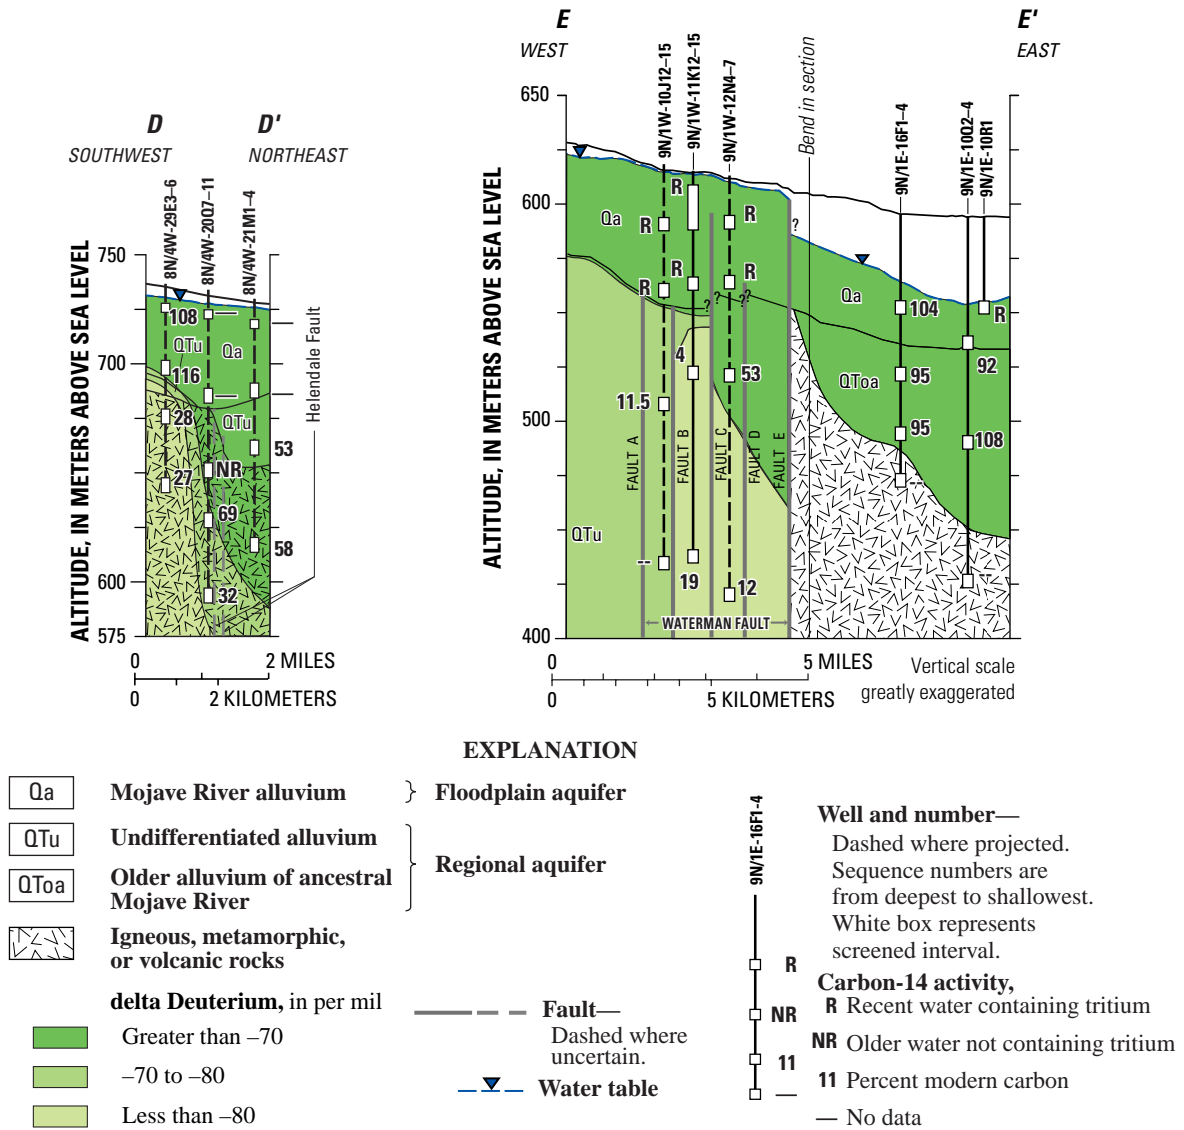 D
D'
SOUTHWEST
NORTHEAST
8N/4W-29E3–6
8N/4W-20Q7–11
8N/4W-21M1–4
ALTITUDE, IN METERS ABOVE SEA LEVEL
750
700
600
575
108
QTu
Qa
116
28
QTu
53
27
NR
69
58
32
Helendale Fault
0
2 MILES
0
2 KILOMETERS
E
E'
WEST
EAST
9N/1W-10J12–15
9N/1W-11K12–15
9N/1W-12N4–7
Bend in section
9N/1E-16F1–4
9N/1E-10Q2–4
9N/1E-10R1
ALTITUDE, IN METERS ABOVE SEA LEVEL
650
600
500
400
R
Qa
R
R
?
R
R
R
? ? ? ?
Qa
104
R
4
53
92
95
QToa
11.5
95
108
FAULT A
FAULT B
FAULT C
FAULT D
FAULT E
--
QTu
--
19
12
--
WATERMAN FAULT
0
5 MILES
0
5 KILOMETERS
Vertical scale
greatly exaggerated
EXPLANATION
Qa Mojave River alluvium } Floodplain aquifer
QTu Undifferentiated alluvium
Regional aquifer
QToa Older alluvium of ancestral
Mojave River
Igneous, metamorphic,
or volcanic rocks
delta Deuterium, in per mil
Greater than –70
–70 to –80
Less than –80
Fault—
Dashed where
uncertain.
Water table
9N/1E-16F1-4
R
NR
11
—
Well and number—
Dashed where projected.
Sequence numbers are
from deepest to shallowest.
White box represents
screened interval.
Carbon-14 activity,
R Recent water containing tritium
NR Older water not containing tritium
11 Percent modern carbon
— No data